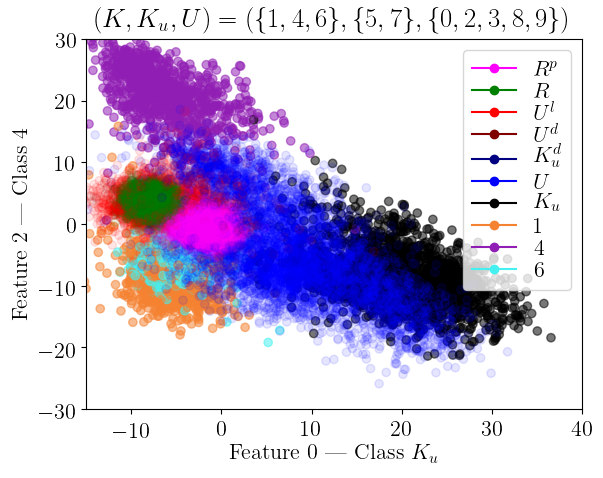 (K, K_u, U) = ({1, 4, 6}, {5, 7}, {0, 2, 3, 8, 9})
30
20
10
0
−10
−20
−30
Feature 2 — Class 4
R^p
R
U^l
U^d
K_u^d
U
K_u
1
4
6
−10
0
10
20
30
40
Feature 0 — Class K_u